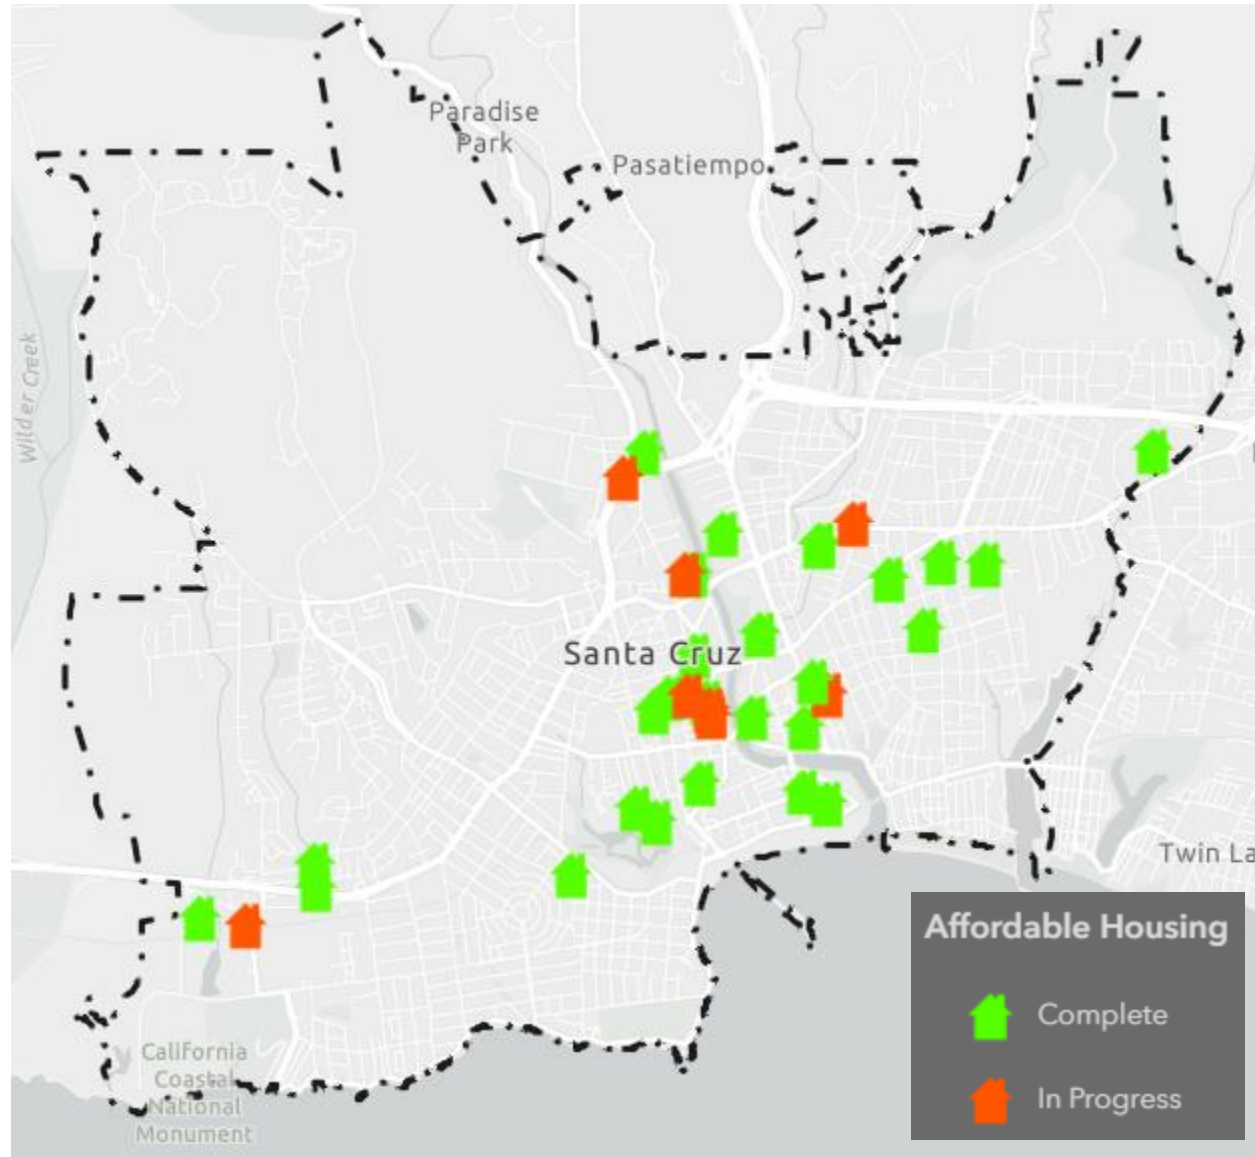 Paradise
Park
Pasatiempo
Wilder Creek
Santa Cruz
Twin La
Affordable Housing
Complete
In Progress
California
Coastal
National
Monument